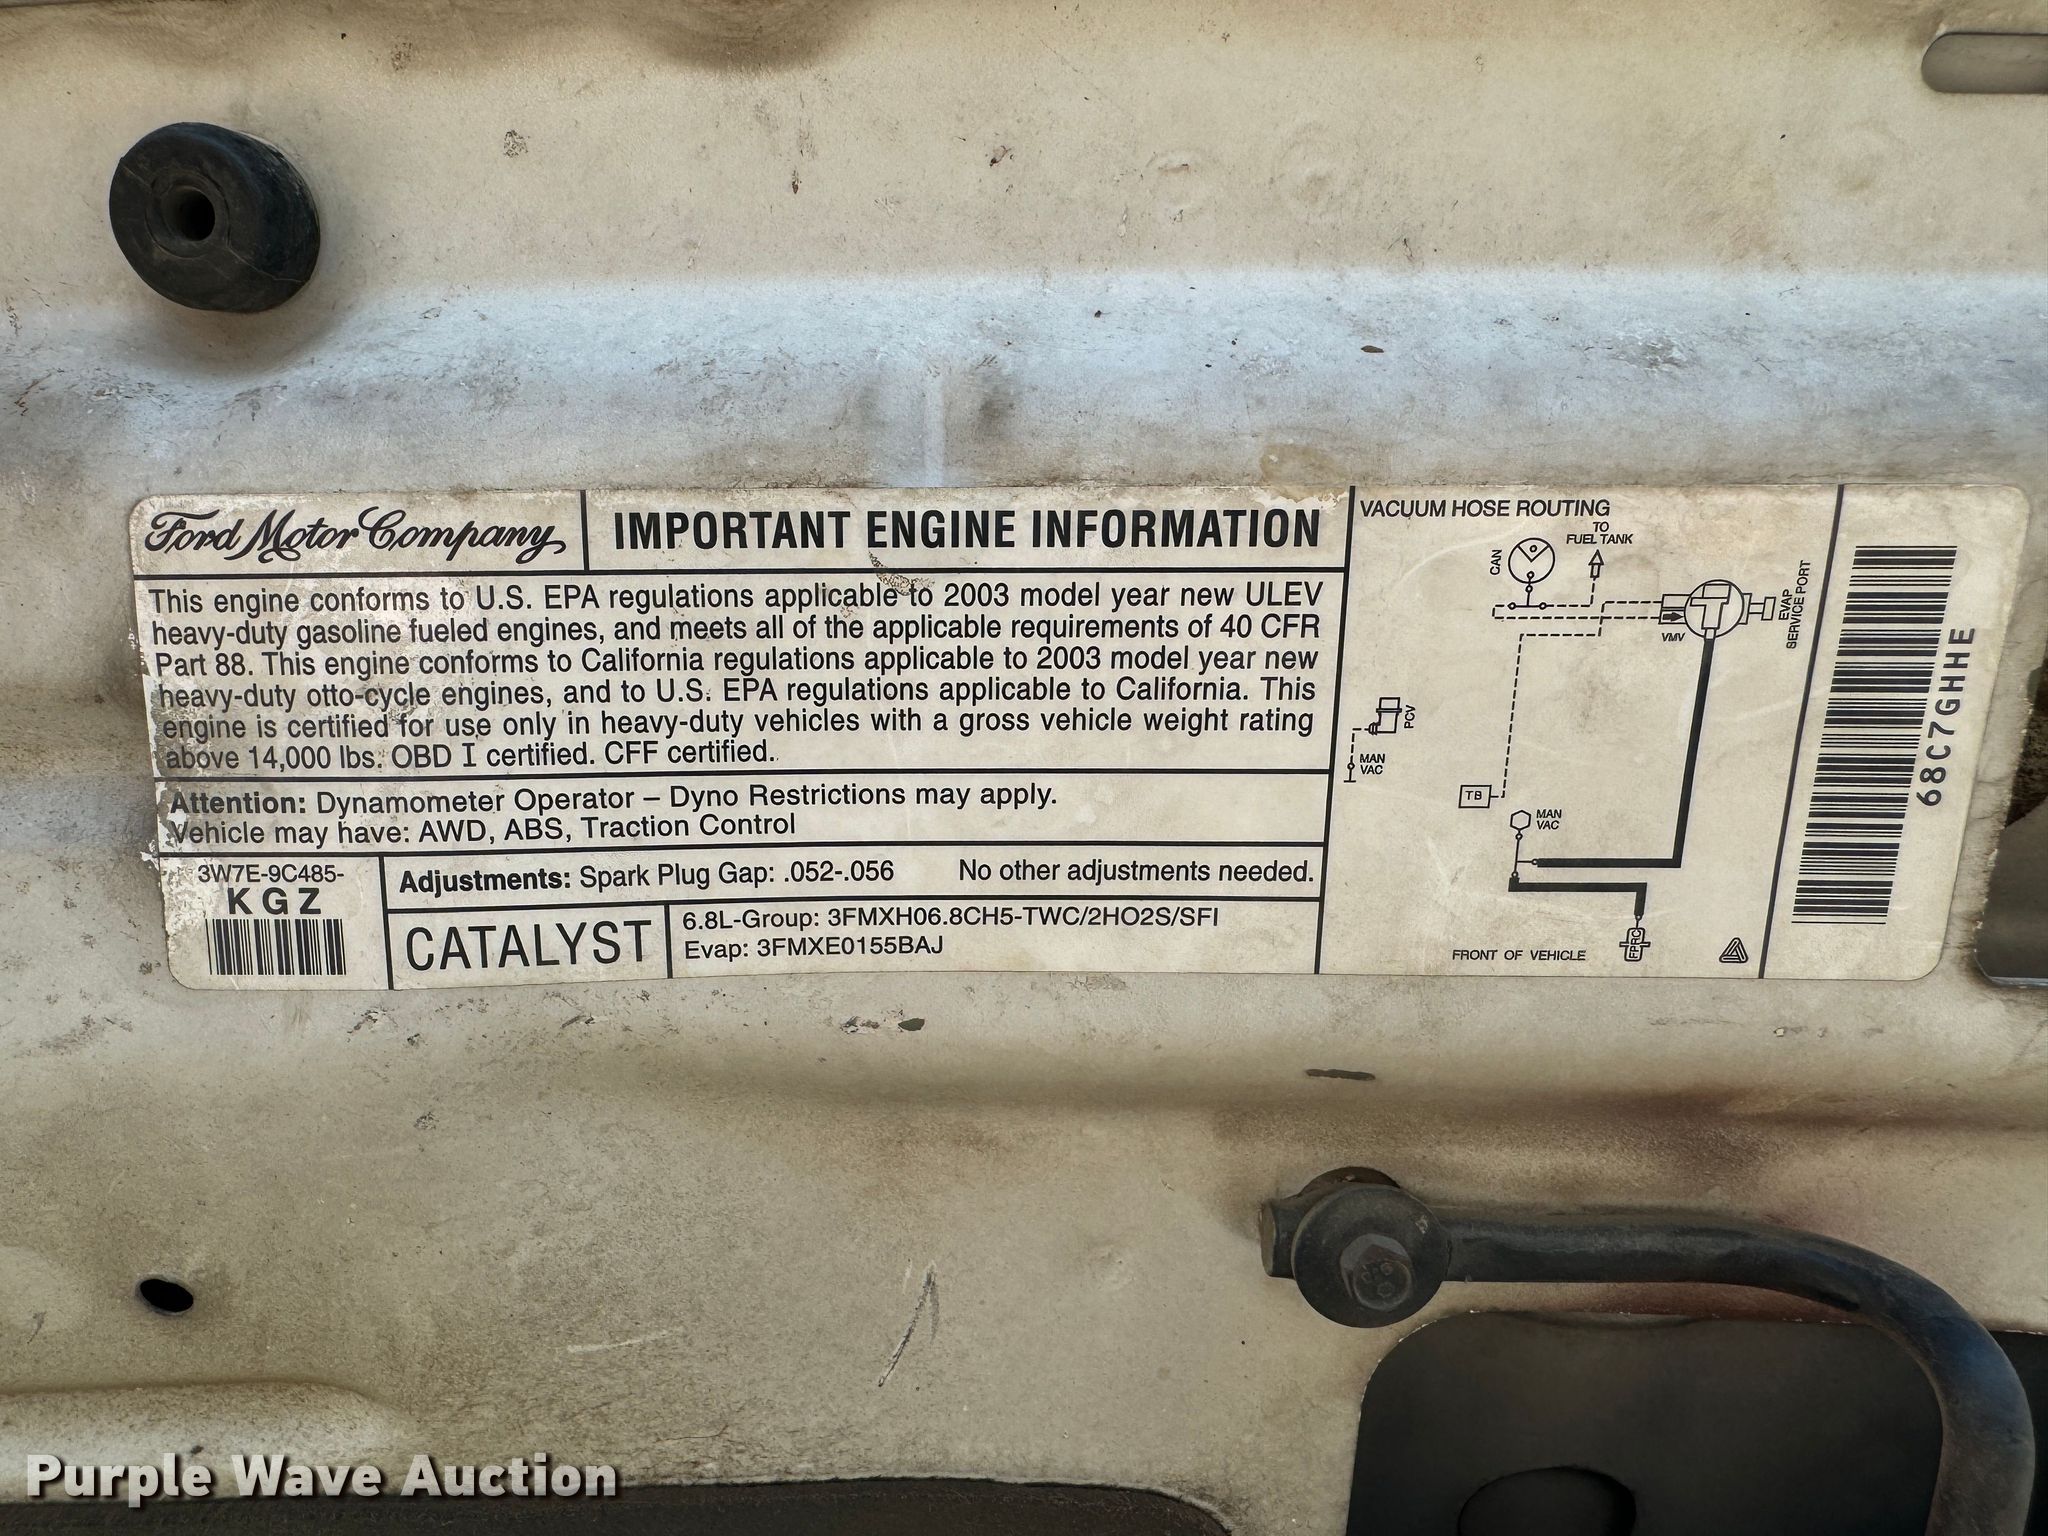 Ford Motor Company
IMPORTANT ENGINE INFORMATION
This engine conforms to U.S. EPA regulations applicable to 2003 model year new ULEV
heavy-duty gasoline fueled engines, and meets all of the applicable requirements of 40 CFR
Part 88. This engine conforms to California regulations applicable to 2003 model year new
heavy-duty otto-cycle engines, and to U.S. EPA regulations applicable to California. This
engine is certified for use only in heavy-duty vehicles with a gross vehicle weight rating
above 14,000 lbs. OBD I certified. CFF certified.
Attention: Dynamometer Operator – Dyno Restrictions may apply.
Vehicle may have: AWD, ABS, Traction Control
3W7E-9C485-
KGZ
Adjustments: Spark Plug Gap: .052-.056 No other adjustments needed.
CATALYST
6.8L-Group: 3FMXH06.8CH5-TWC/2HO2S/SFI
Evap: 3FMXE0155BAJ
VACUUM HOSE ROUTING
TO
FUEL TANK
CAN
VMV
EVAP
SERVICE PORT
PCV
MAN
VAC
TB
MAN
VAC
FPRC
FRONT OF VEHICLE
68C7GHHE
Purple Wave Auction